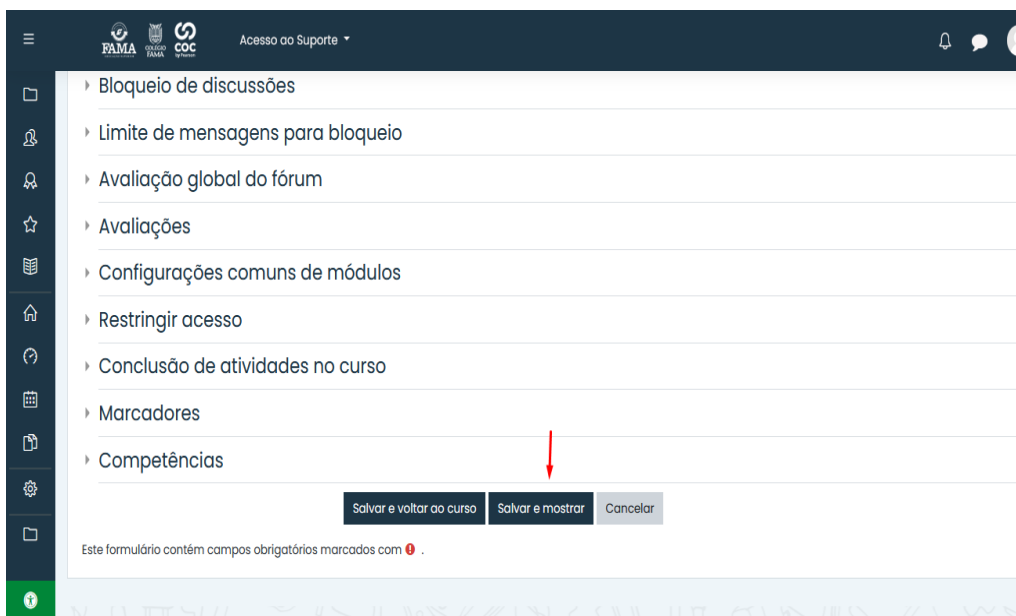 FAMA
COLÉGIO
FAMA
COC
by Pearson
Acesso ao Suporte
Bloqueio de discussões
Limite de mensagens para bloqueio
Avaliação global do fórum
Avaliações
Configurações comuns de módulos
Restringir acesso
Conclusão de atividades no curso
Marcadores
Competências
Salvar e voltar ao curso Salvar e mostrar Cancelar
Este formulário contém campos obrigatórios marcados com .